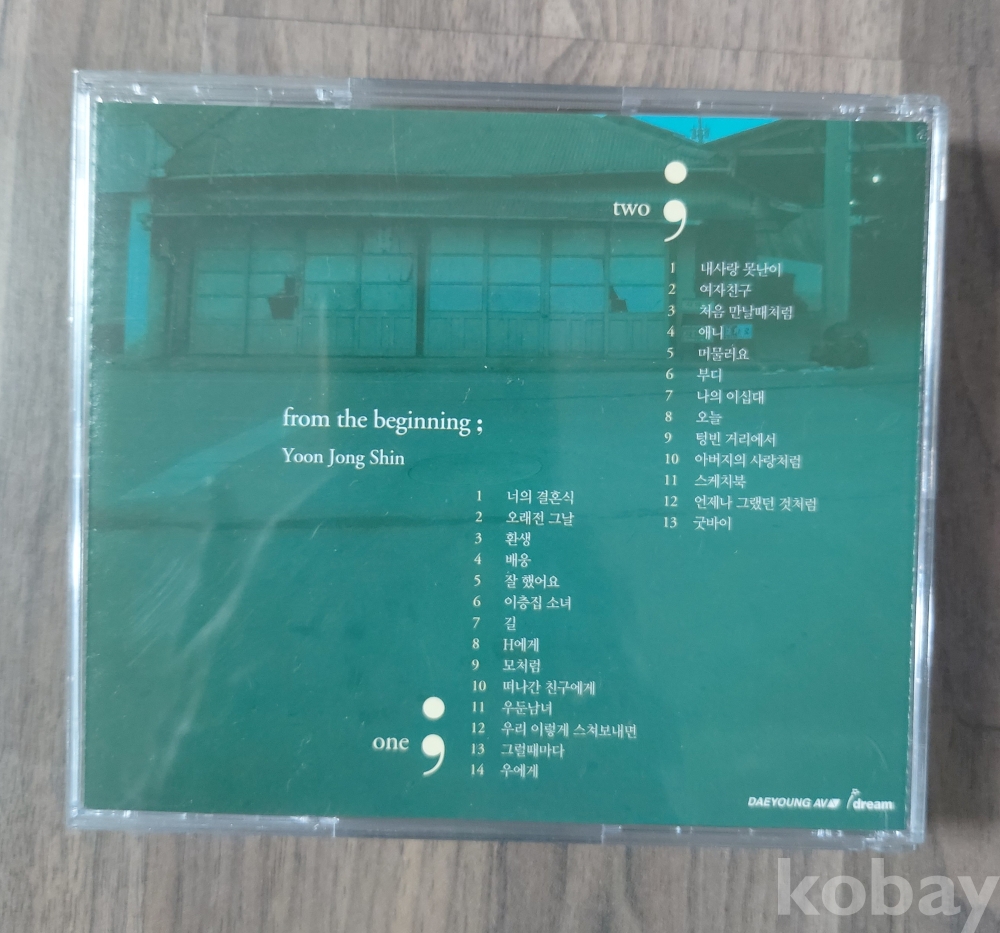 two
1 내사랑 못난이
2 여자친구
3 처음 만날때처럼
4 애니
5 머물러요
6 부디
7 나의 이십대
8 오늘
9 텅빈 거리에서
10 아버지의 사랑처럼
11 스케치북
12 언제나 그랬던 것처럼
13 굿바이
from the beginning ;
Yoon Jong Shin
one
1 너의 결혼식
2 오래전 그날
3 환생
4 배웅
5 잘 했어요
6 이층집 소녀
7 길
8 H에게
9 모처럼
10 떠나간 친구에게
11 우둔남녀
12 우리 이렇게 스쳐보내면
13 그럴때마다
14 우에게
DAEYOUNG AV
dream
kobay